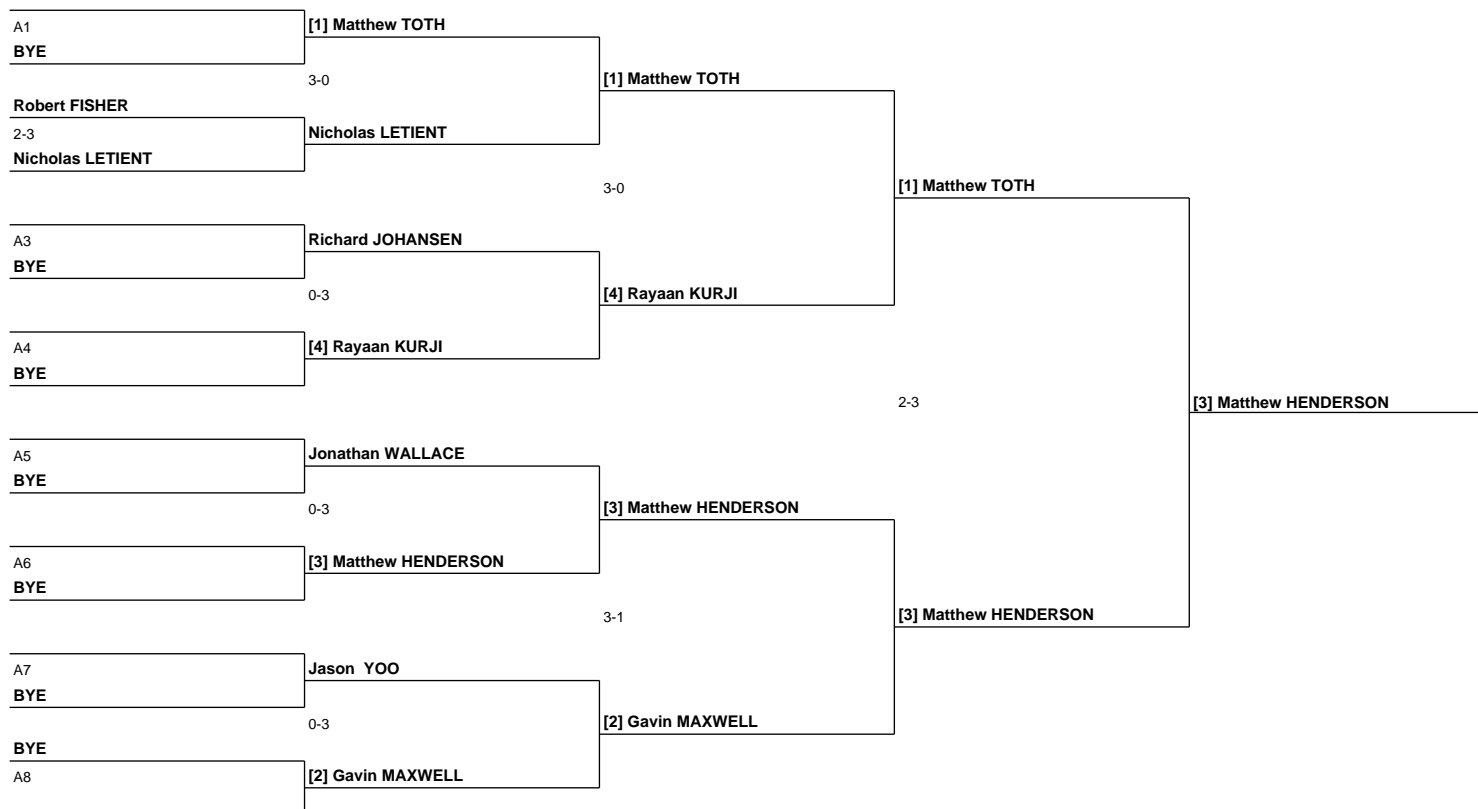 A1
BYE
[1] Matthew TOTH
3-0
[1] Matthew TOTH
Robert FISHER
2-3
Nicholas LETIENT
Nicholas LETIENT
3-0
[1] Matthew TOTH
A3
BYE
Richard JOHANSEN
0-3
[4] Rayaan KURJI
A4
BYE
[4] Rayaan KURJI
2-3
[3] Matthew HENDERSON
A5
BYE
Jonathan WALLACE
0-3
[3] Matthew HENDERSON
A6
BYE
[3] Matthew HENDERSON
3-1
[3] Matthew HENDERSON
A7
BYE
Jason  YOO
0-3
[2] Gavin MAXWELL
BYE
A8
[2] Gavin MAXWELL